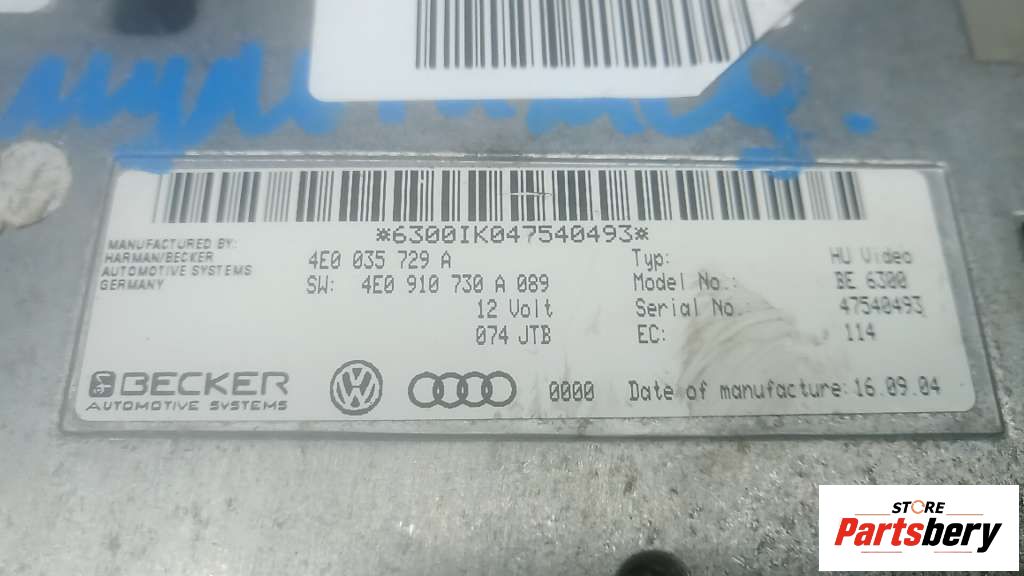 *6300IK047540493*
MANUFACTURED BY:
HARMAN/BECKER
AUTOMOTIVE SYSTEMS
GERMANY
4E0 035 729 A
SW: 4E0 910 730 A 089
12 Volt
074 JTB
Typ: HU Video
Model No.: BE 6300
Serial No.: 47540493
EC: 114
BECKER
AUTOMOTIVE SYSTEMS
0000
Date of manufacture: 16.09.04
STORE
Partsbery